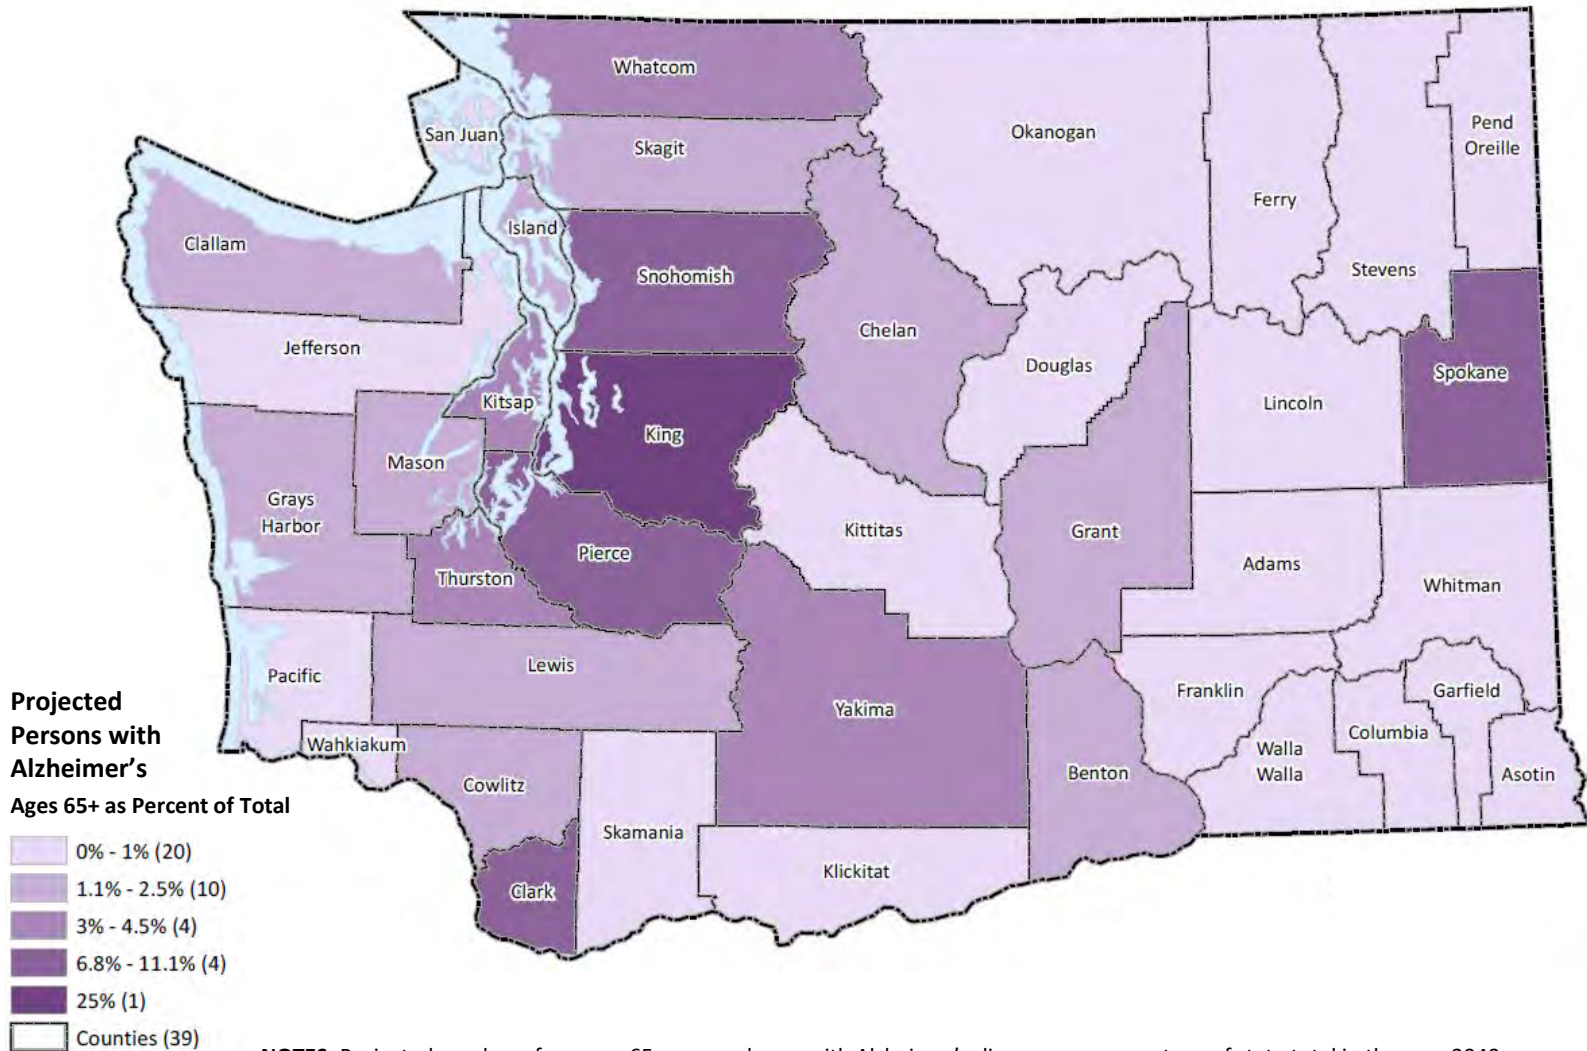 Whatcom
San Juan
Skagit
Okanogan
Pend
Oreille
Ferry
Stevens
Island
Clallam
Snohomish
Chelan
Jefferson
Douglas
Spokane
Kitsap
Lincoln
King
Mason
Grays
Harbor
Kittitas
Grant
Pierce
Adams
Thurston
Whitman
Lewis
Pacific
Yakima
Franklin
Garfield
Wahkiakum
Columbia
Walla
Walla
Asotin
Cowlitz
Benton
Skamania
Klickitat
Clark
Projected
Persons with
Alzheimer’s
Ages 65+ as Percent of Total
0% - 1% (20)
1.1% - 2.5% (10)
3% - 4.5% (4)
6.8% - 11.1% (4)
25% (1)
Counties (39)